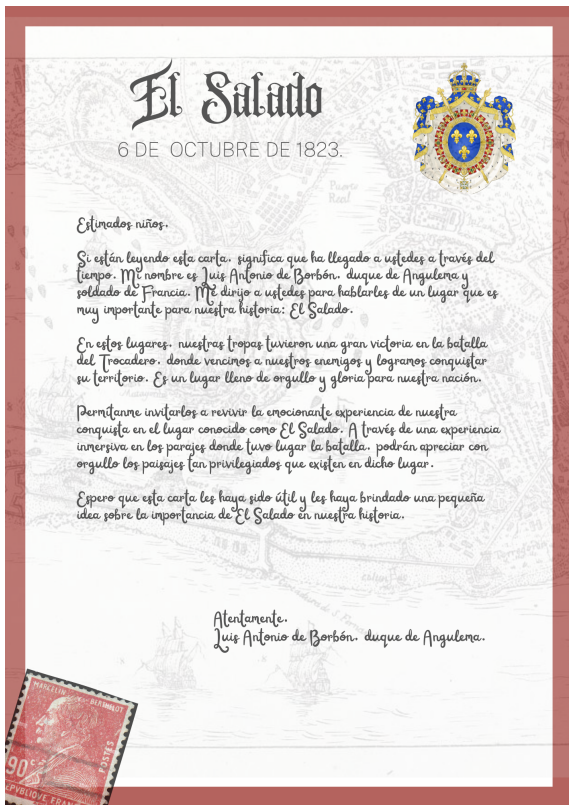 El Salado
6 DE OCTUBRE DE 1823.
Puerto
Real
Estimados niños.
Si están leyendo esta carta. significa que ha llegado a ustedes a través del
tiempo. Mi nombre es Luis Antonio de Borbón. duque de Angulema y
soldado de Francia. Me dirijo a ustedes para hablarles de un lugar que es
muy importante para nuestra historia: El Salado.
En estos lugares. nuestras tropas tuvieron una gran victoria en la batalla
del Trocadero. donde vencimos a nuestros enemigos y logramos conquistar
su territorio. Es un lugar lleno de orgullo y gloria para nuestra nación.
Permítanme invitarlos a revivir la emocionante experiencia de nuestra
conquista en el lugar conocido como El Salado. A través de una experiencia
inmersiva en los parajes donde tuvo lugar la batalla. podrán apreciar con
orgullo los paisajes tan privilegiados que existen en dicho lugar.
Espero que esta carta les haya sido útil y les haya brindado una pequeña
idea sobre la importancia de El Salado en nuestra historia.
Atentamente.
Luis Antonio de Borbón. duque de Angulema.
MARCELIN BERTHELOT
90c
POSTES